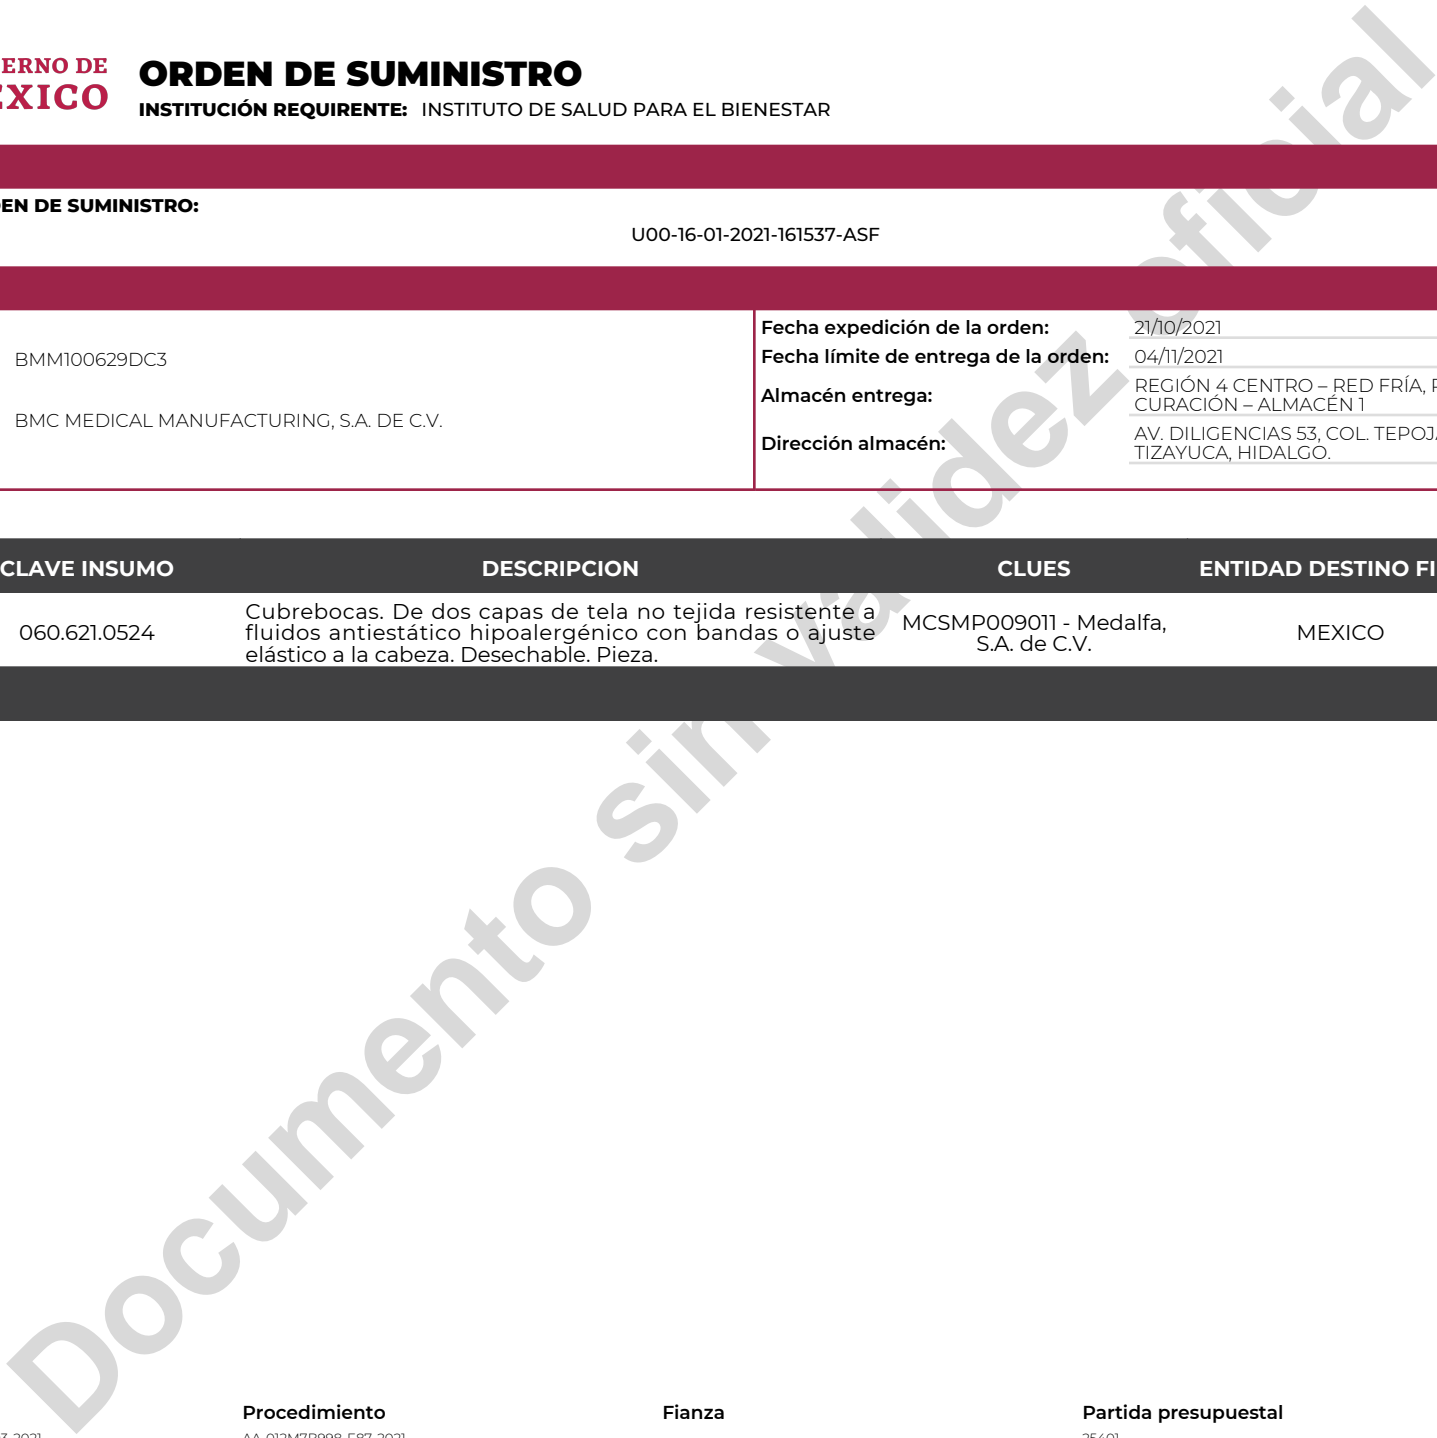 ERNO DE
EXICO
ORDEN DE SUMINISTRO
INSTITUCIÓN REQUIRENTE: INSTITUTO DE SALUD PARA EL BIENESTAR
EN DE SUMINISTRO:
U00-16-01-2021-161537-ASF
BMM100629DC3
BMC MEDICAL MANUFACTURING, S.A. DE C.V.
Fecha expedición de la orden: 21/10/2021
Fecha límite de entrega de la orden: 04/11/2021
Almacén entrega: REGIÓN 4 CENTRO – RED FRÍA,
CURACIÓN – ALMACÉN 1
Dirección almacén: AV. DILIGENCIAS 53, COL. TEPOJ
TIZAYUCA, HIDALGO.
CLAVE INSUMO DESCRIPCION CLUES ENTIDAD DESTINO FI
060.621.0524
Cubrebocas. De dos capas de tela no tejida resistente a
fluidos antiestático hipoalergénico con bandas o ajuste
elástico a la cabeza. Desechable. Pieza.
MCSMP009011 - Medalfa,
S.A. de C.V.
MEXICO
Documento sin validez oficial
Procedimiento Fianza Partida presupuestal